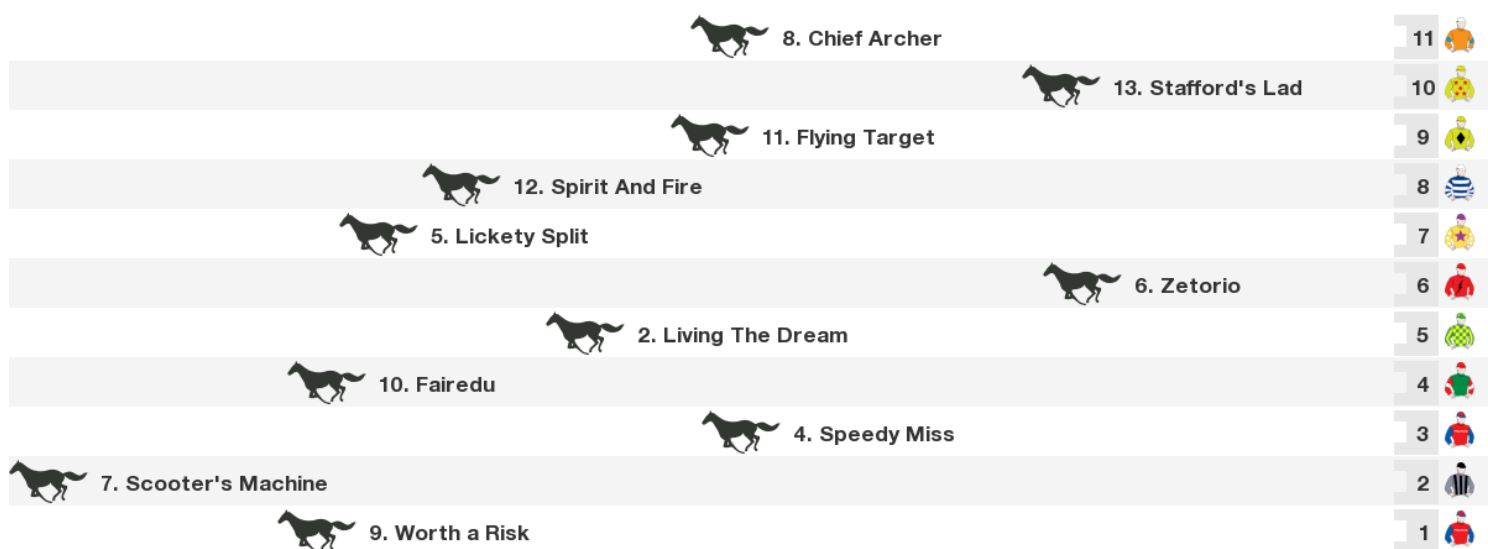 8. Chief Archer 11
13. Stafford's Lad 10
11. Flying Target 9
12. Spirit And Fire 8
5. Lickety Split 7
6. Zetorio 6
2. Living The Dream 5
10. Fairedu 4
4. Speedy Miss 3
7. Scooter's Machine 2
9. Worth a Risk 1